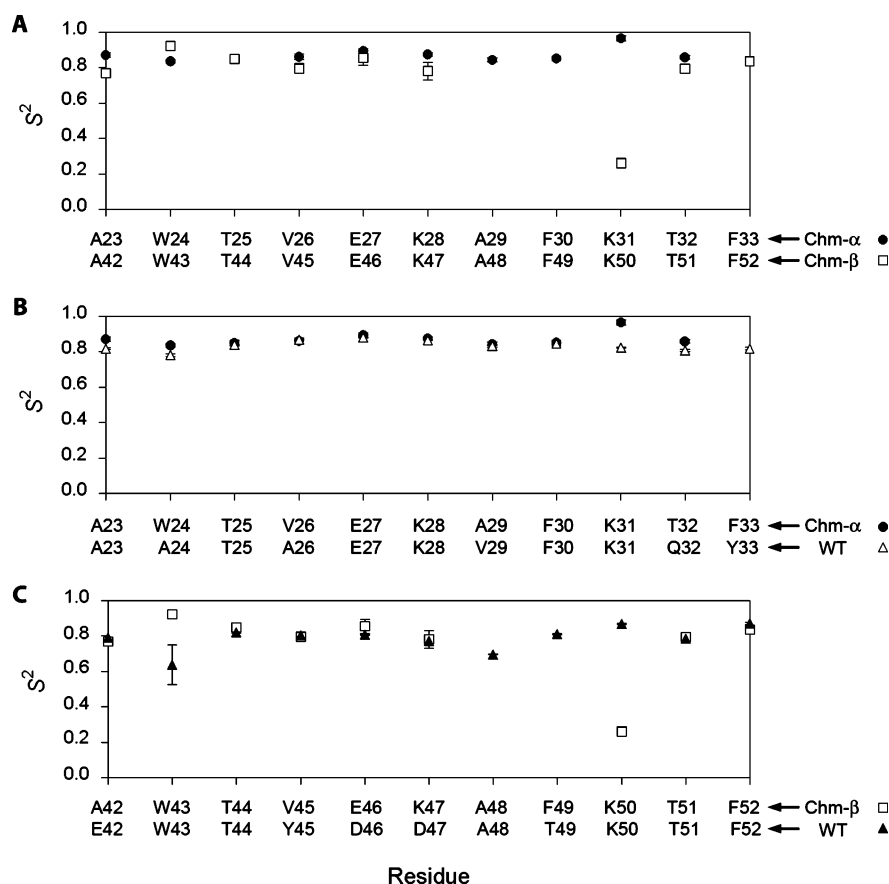 A
1.0
0.8
0.6
0.4
0.2
0.0
S²
A23 W24 T25 V26 E27 K28 A29 F30 K31 T32 F33 ← Chm-α ●
A42 W43 T44 V45 E46 K47 A48 F49 K50 T51 F52 ← Chm-β □
B
1.0
0.8
0.6
0.4
0.2
0.0
S²
A23 W24 T25 V26 E27 K28 A29 F30 K31 T32 F33 ← Chm-α ●
A23 A24 T25 A26 E27 K28 V29 F30 K31 Q32 Y33 ← WT △
C
1.0
0.8
0.6
0.4
0.2
0.0
S²
A42 W43 T44 V45 E46 K47 A48 F49 K50 T51 F52 ← Chm-β □
E42 W43 T44 Y45 D46 D47 A48 T49 K50 T51 F52 ← WT ▲
Residue